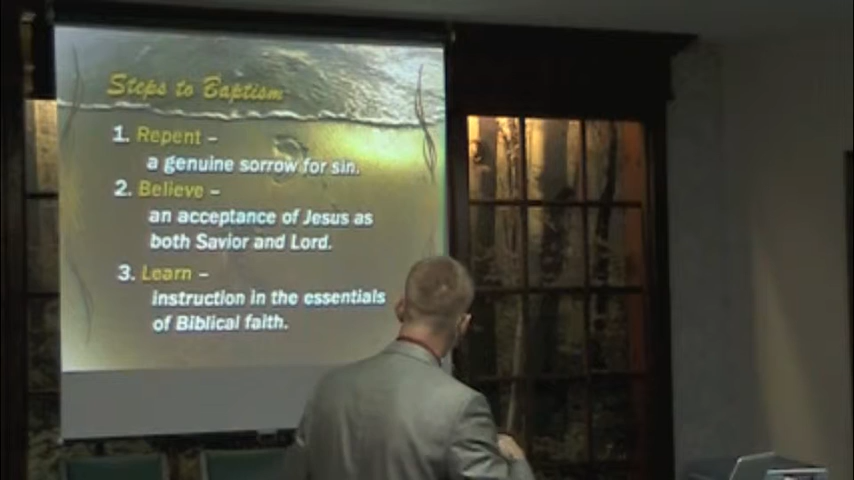 Steps to Baptism
1. Repent –
a genuine sorrow for sin.
2. Believe –
an acceptance of Jesus as
both Savior and Lord.
3. Learn –
instruction in the essentials
of Biblical faith.